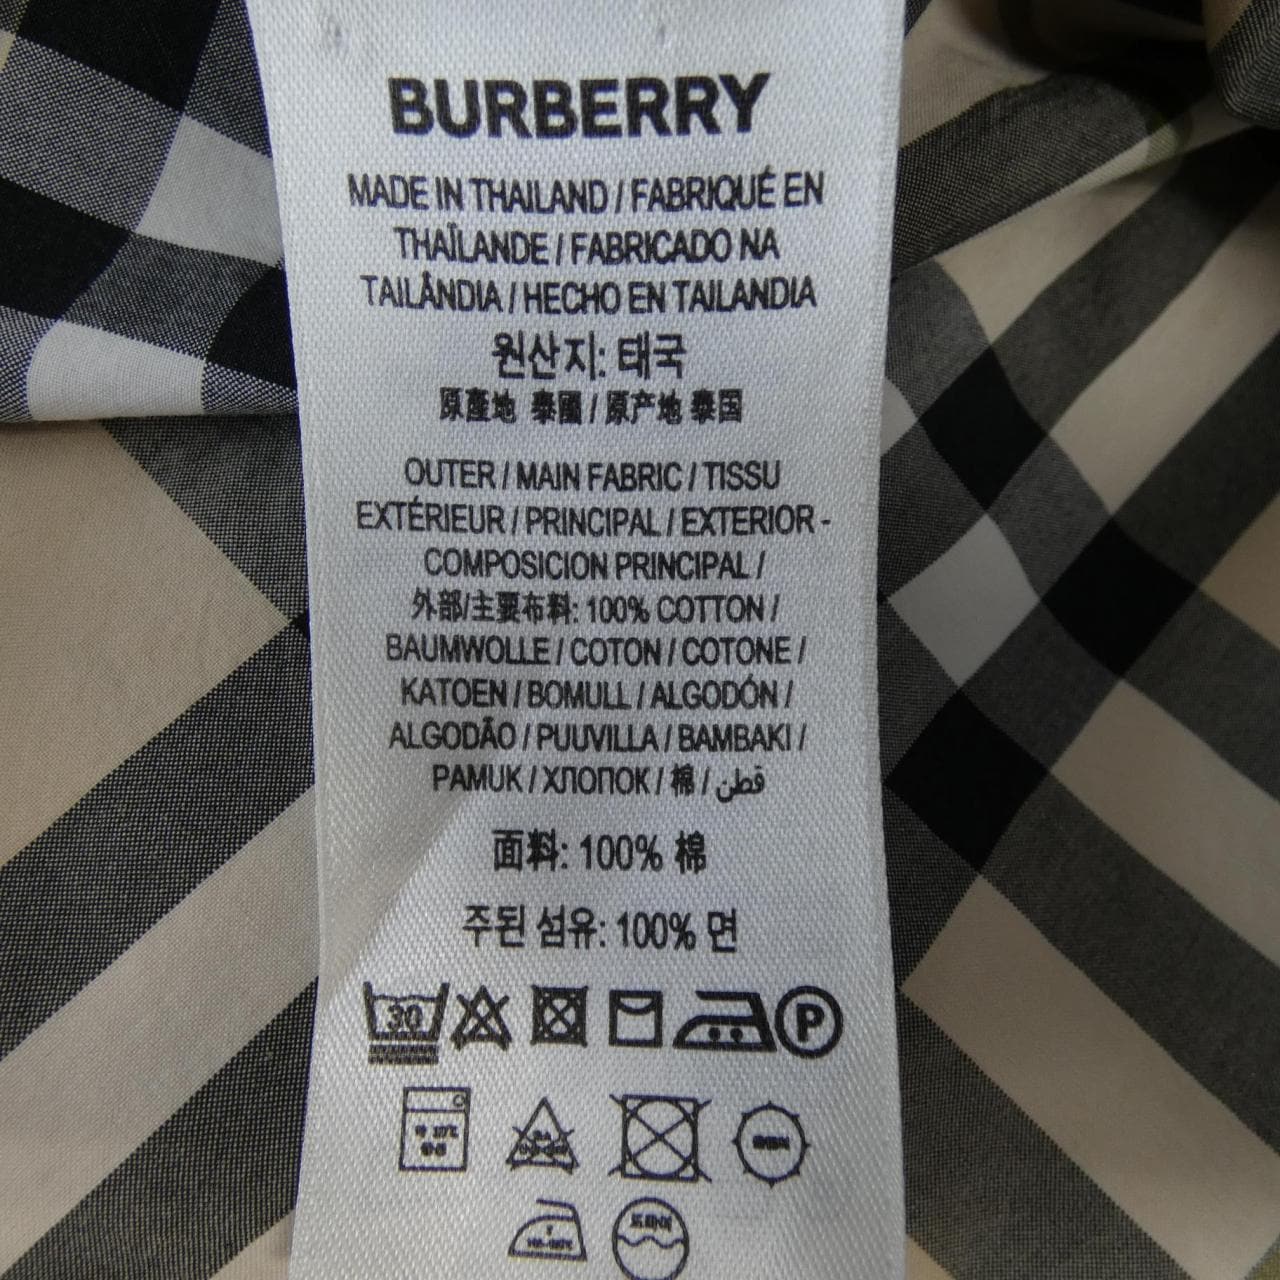 BURBERRY
MADE IN THAILAND / FABRIQUÉ EN
THAÏLANDE / FABRICADO NA
TAILÂNDIA / HECHO EN TAILANDIA
원산지: 태국
原產地 泰國 / 原产地 泰国
OUTER / MAIN FABRIC / TISSU
EXTÉRIEUR / PRINCIPAL / EXTERIOR -
COMPOSICION PRINCIPAL /
外部/主要布料: 100% COTTON /
BAUMWOLLE / COTON / COTONE /
KATOEN / BOMULL / ALGODÓN /
ALGODÃO / PUUVILLA / BAMBAKI /
PAMUK / ХЛОПОК / 棉 / قطن
面料: 100% 棉
주된 섬유: 100% 면
30 P
드라이